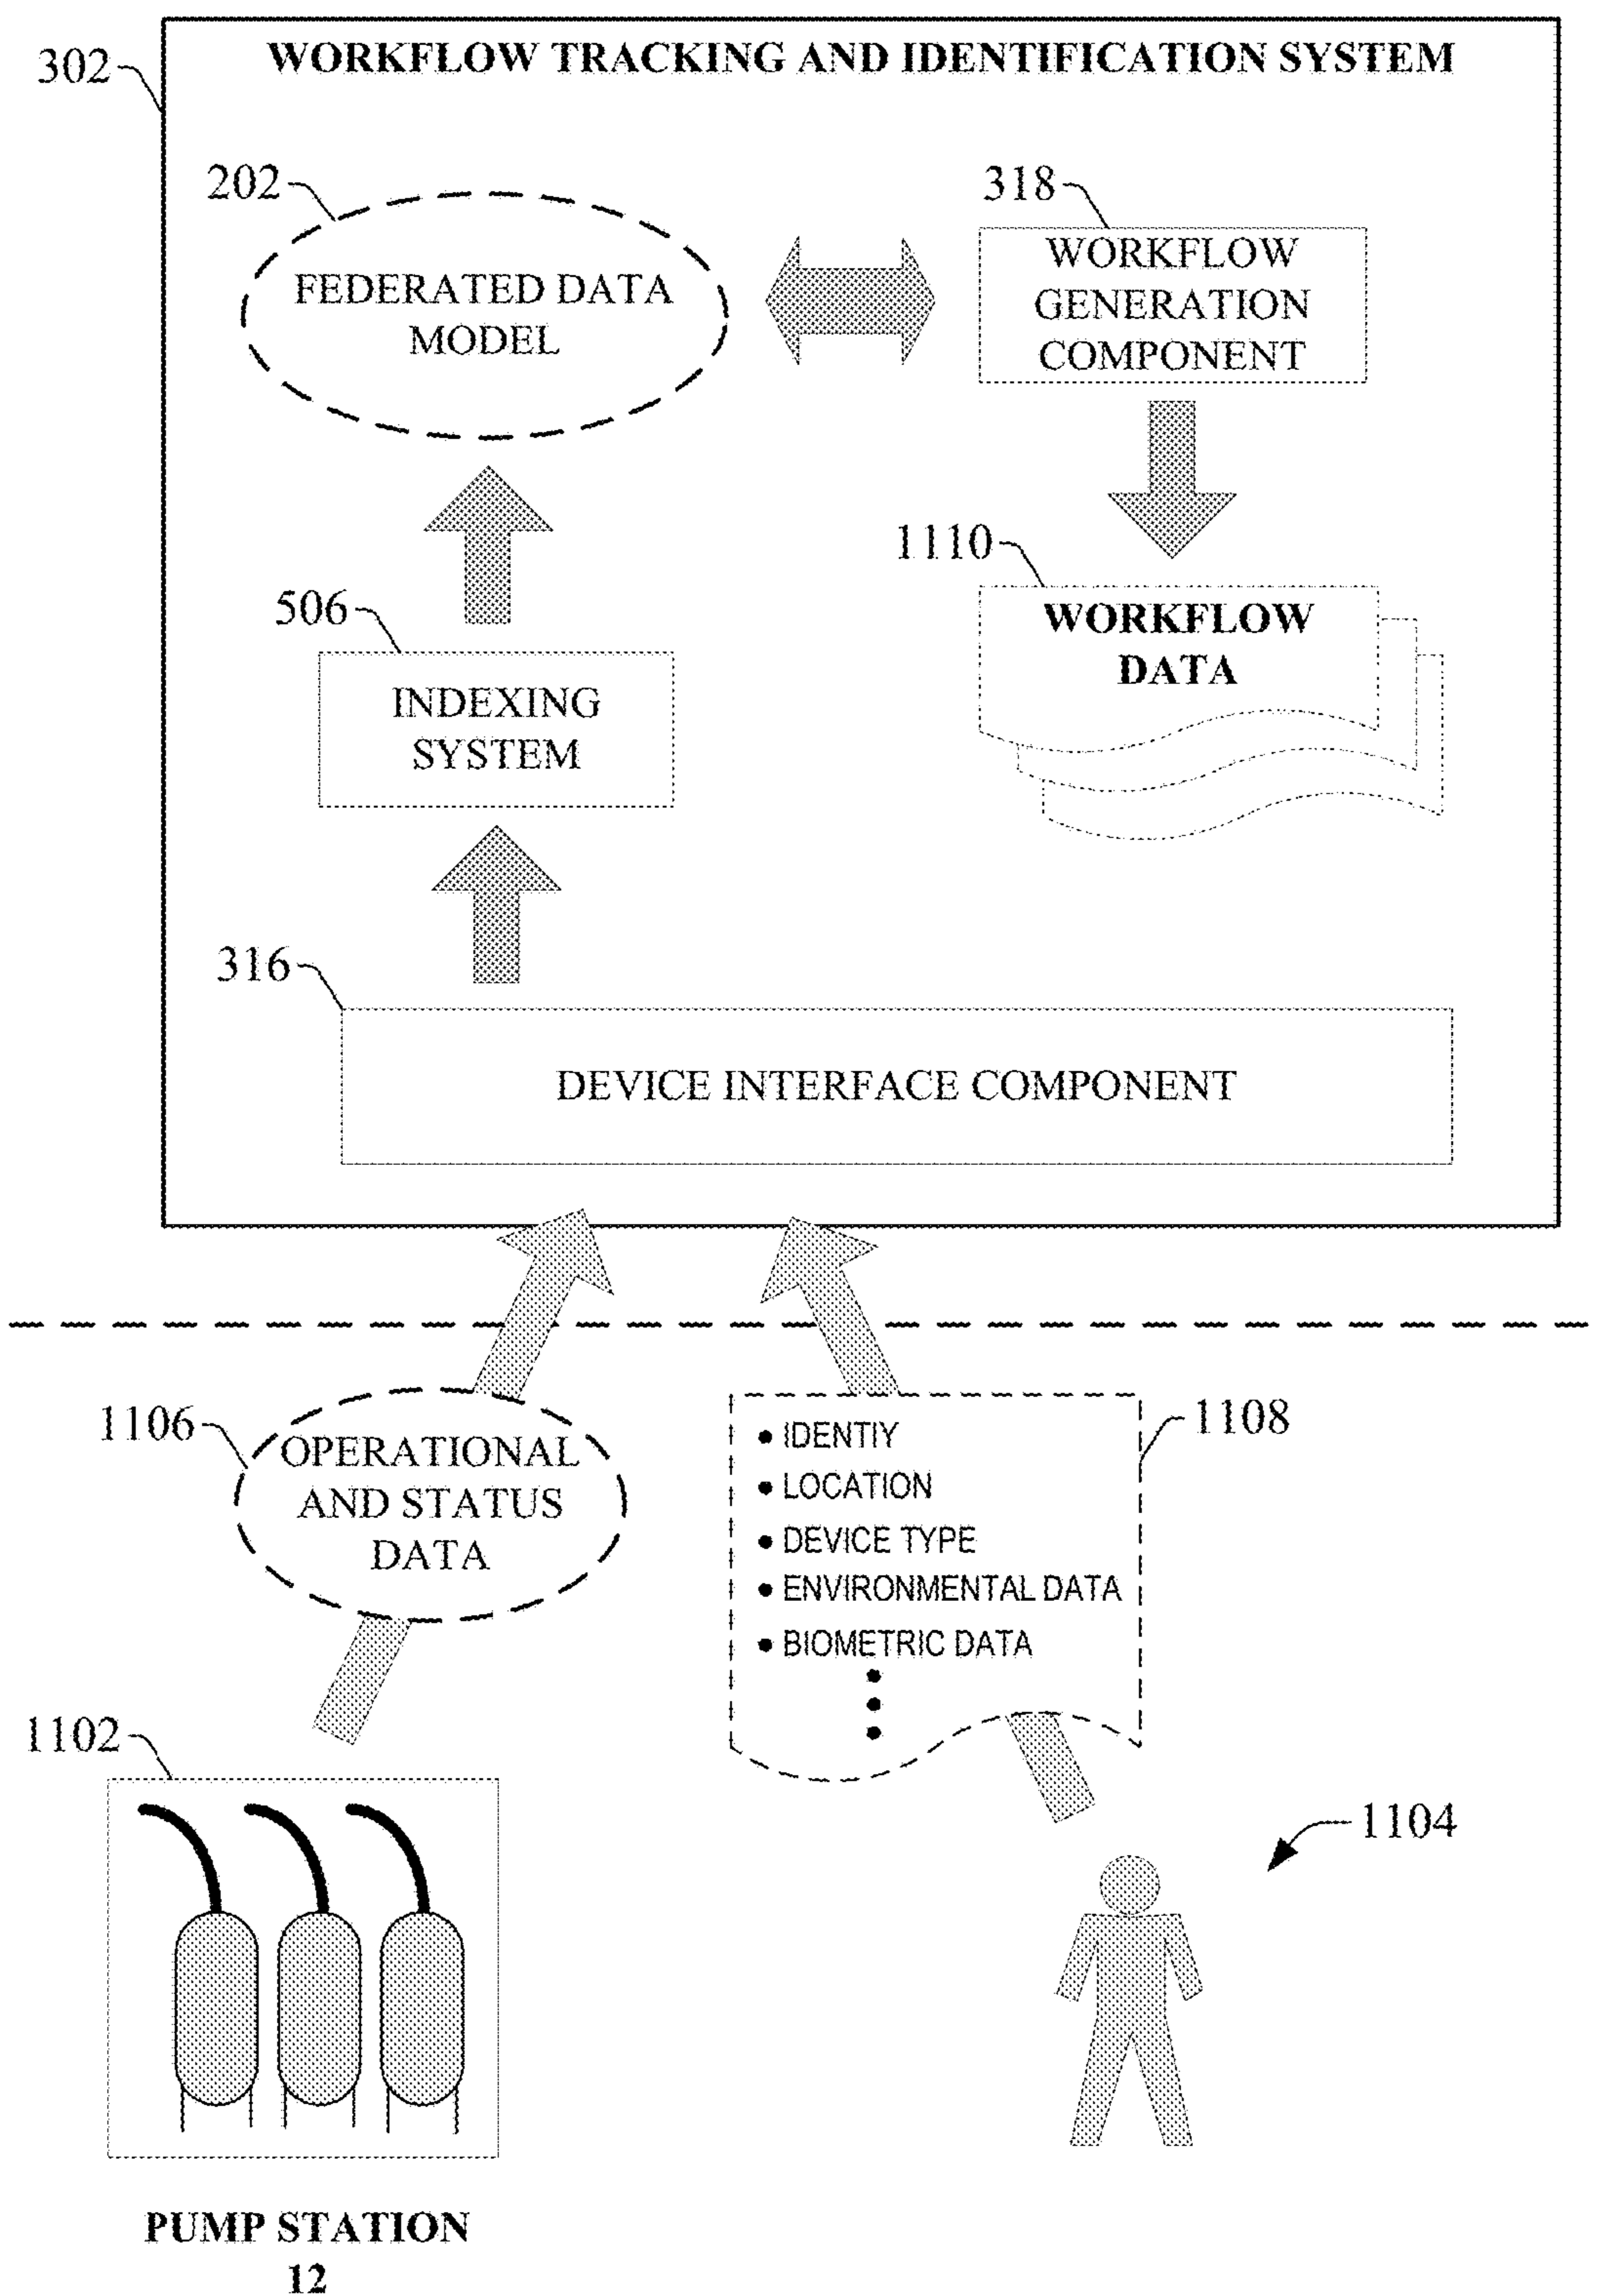 302
WORKFLOW TRACKING AND IDENTIFICATION SYSTEM
202
318
FEDERATED DATA
MODEL
WORKFLOW
GENERATION
COMPONENT
1110
506
WORKFLOW
DATA
INDEXING
SYSTEM
316
DEVICE INTERFACE COMPONENT
1106
OPERATIONAL
AND STATUS
DATA
1108
• IDENTIY
• LOCATION
• DEVICE TYPE
• ENVIRONMENTAL DATA
• BIOMETRIC DATA
1102
1104
PUMP STATION
12